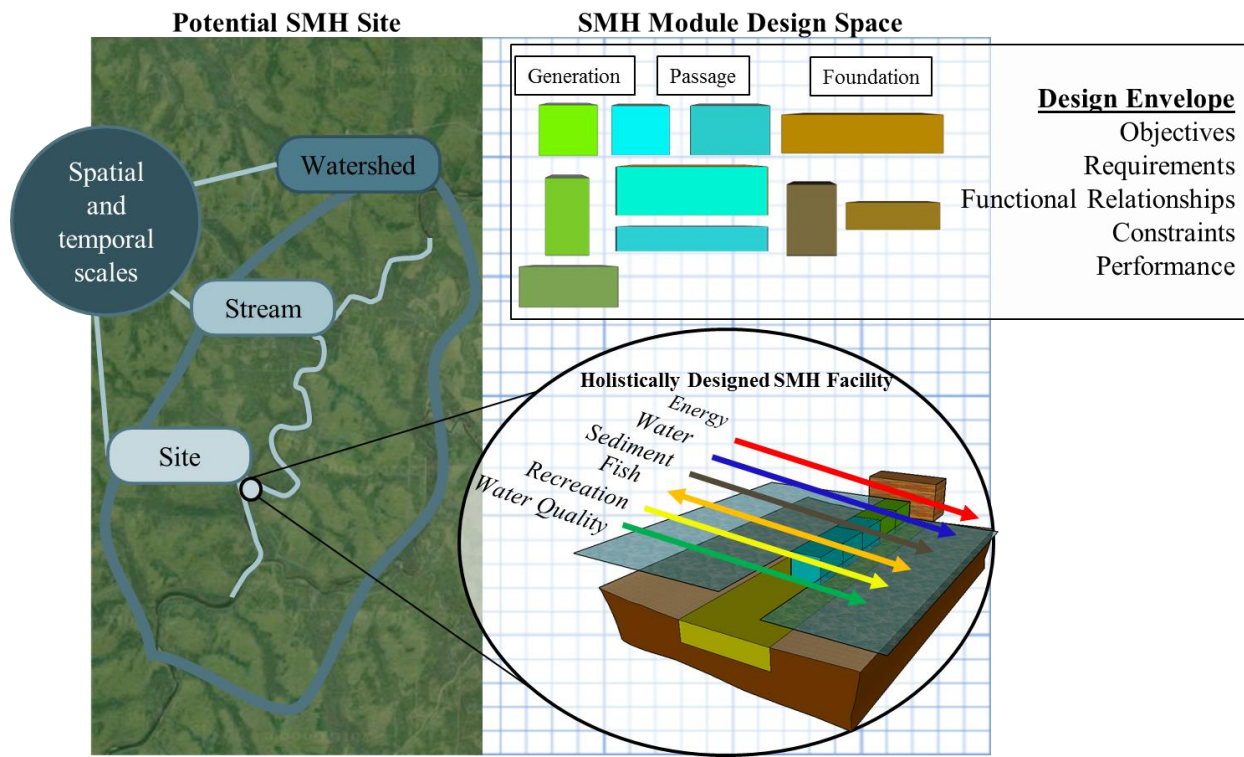 Potential SMH Site
SMH Module Design Space
Spatial
and
temporal
scales
Watershed
Stream
Site
Generation
Passage
Foundation
Design Envelope
Objectives
Requirements
Functional Relationships
Constraints
Performance
Holistically Designed SMH Facility
Energy
Water
Sediment
Fish
Recreation
Water Quality